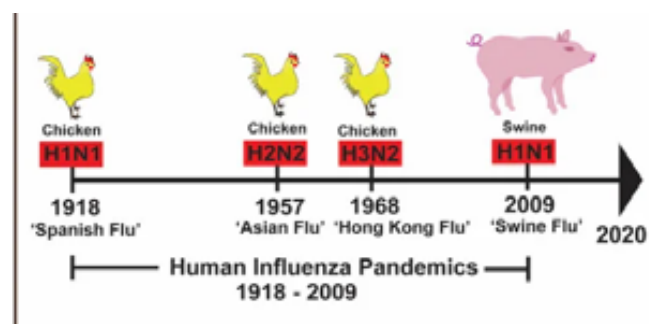 Chicken
Chicken
Chicken
Swine
H1N1
H2N2
H3N2
H1N1
1918
1957
1968
2009
'Spanish Flu'
'Asian Flu'
'Hong Kong Flu'
'Swine Flu'
2020
Human Influenza Pandemics
1918 - 2009